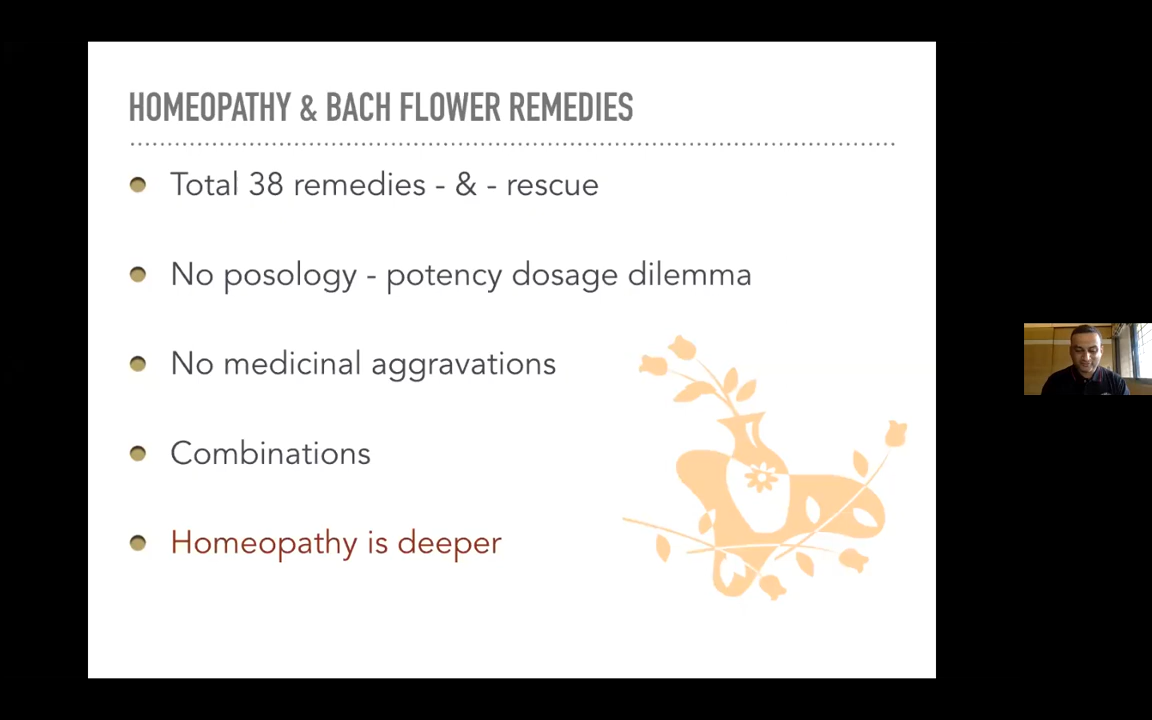 HOMEOPATHY & BACH FLOWER REMEDIES
Total 38 remedies - & - rescue
No posology - potency dosage dilemma
No medicinal aggravations
Combinations
Homeopathy is deeper